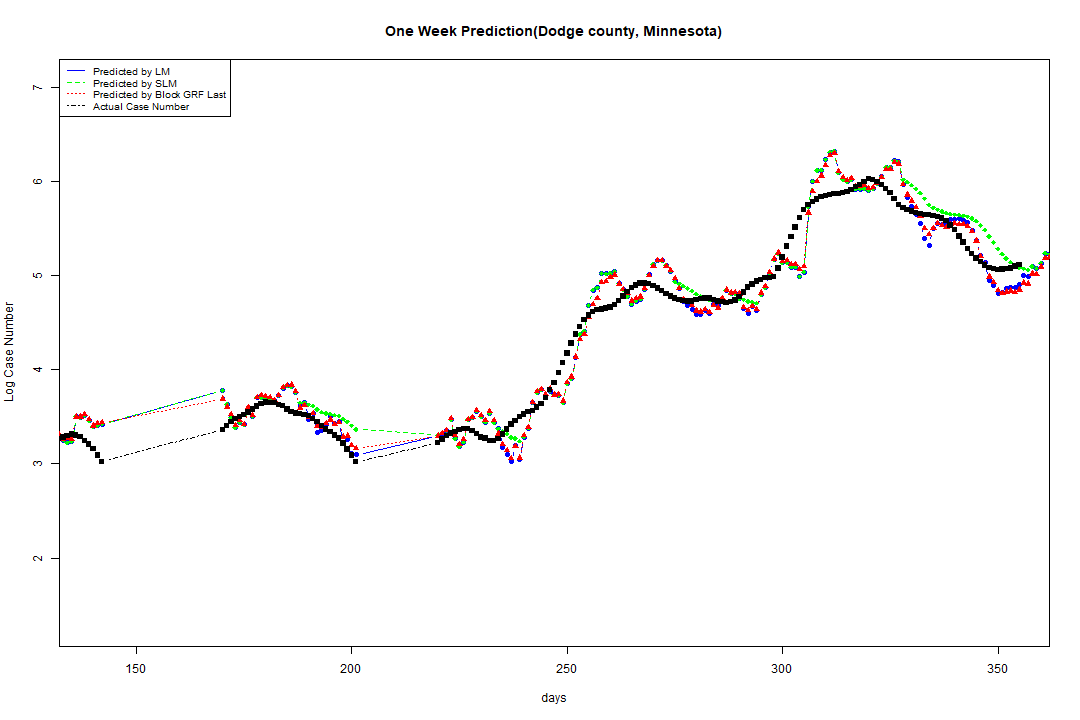 One Week Prediction(Dodge county, Minnesota)
Predicted by LM
Predicted by SLM
Predicted by Block GRF Last
Actual Case Number
7
6
5
4
3
2
Log Case Number
150 200 250 300 350
days